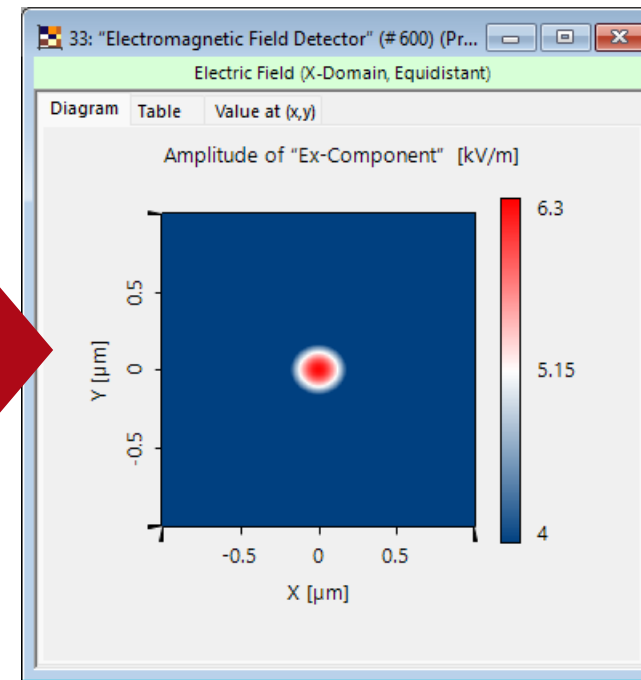 33: "Electromagnetic Field Detector" (# 600) (Pr...
Electric Field (X-Domain, Equidistant)
Diagram Table Value at (x,y)
Amplitude of "Ex-Component" [kV/m]
6.3
5.15
4
Y [µm]
0.5
0
-0.5
-0.5 0 0.5
X [µm]